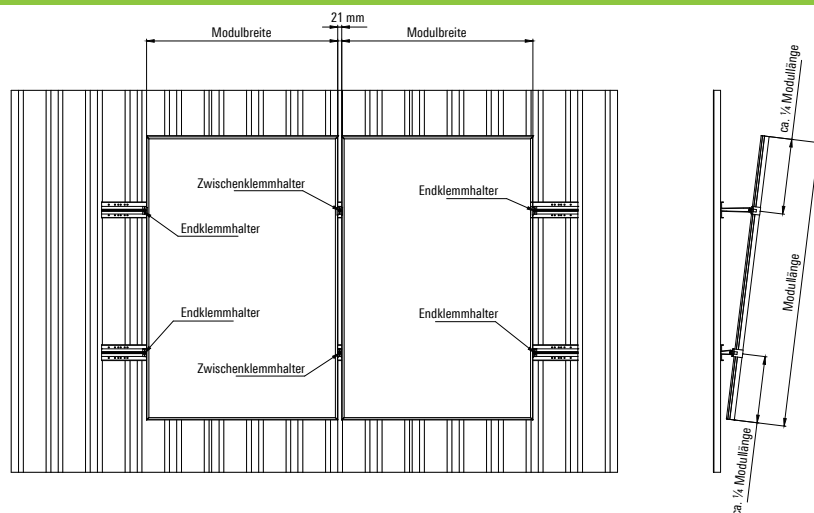 21 mm
Modulbreite
Modulbreite
Zwischenklemmhalter
Endklemmhalter
Endklemmhalter
Endklemmhalter
Endklemmhalter
Zwischenklemmhalter
ca. ¼ Modullänge
Modullänge
ca. ¼ Modullänge